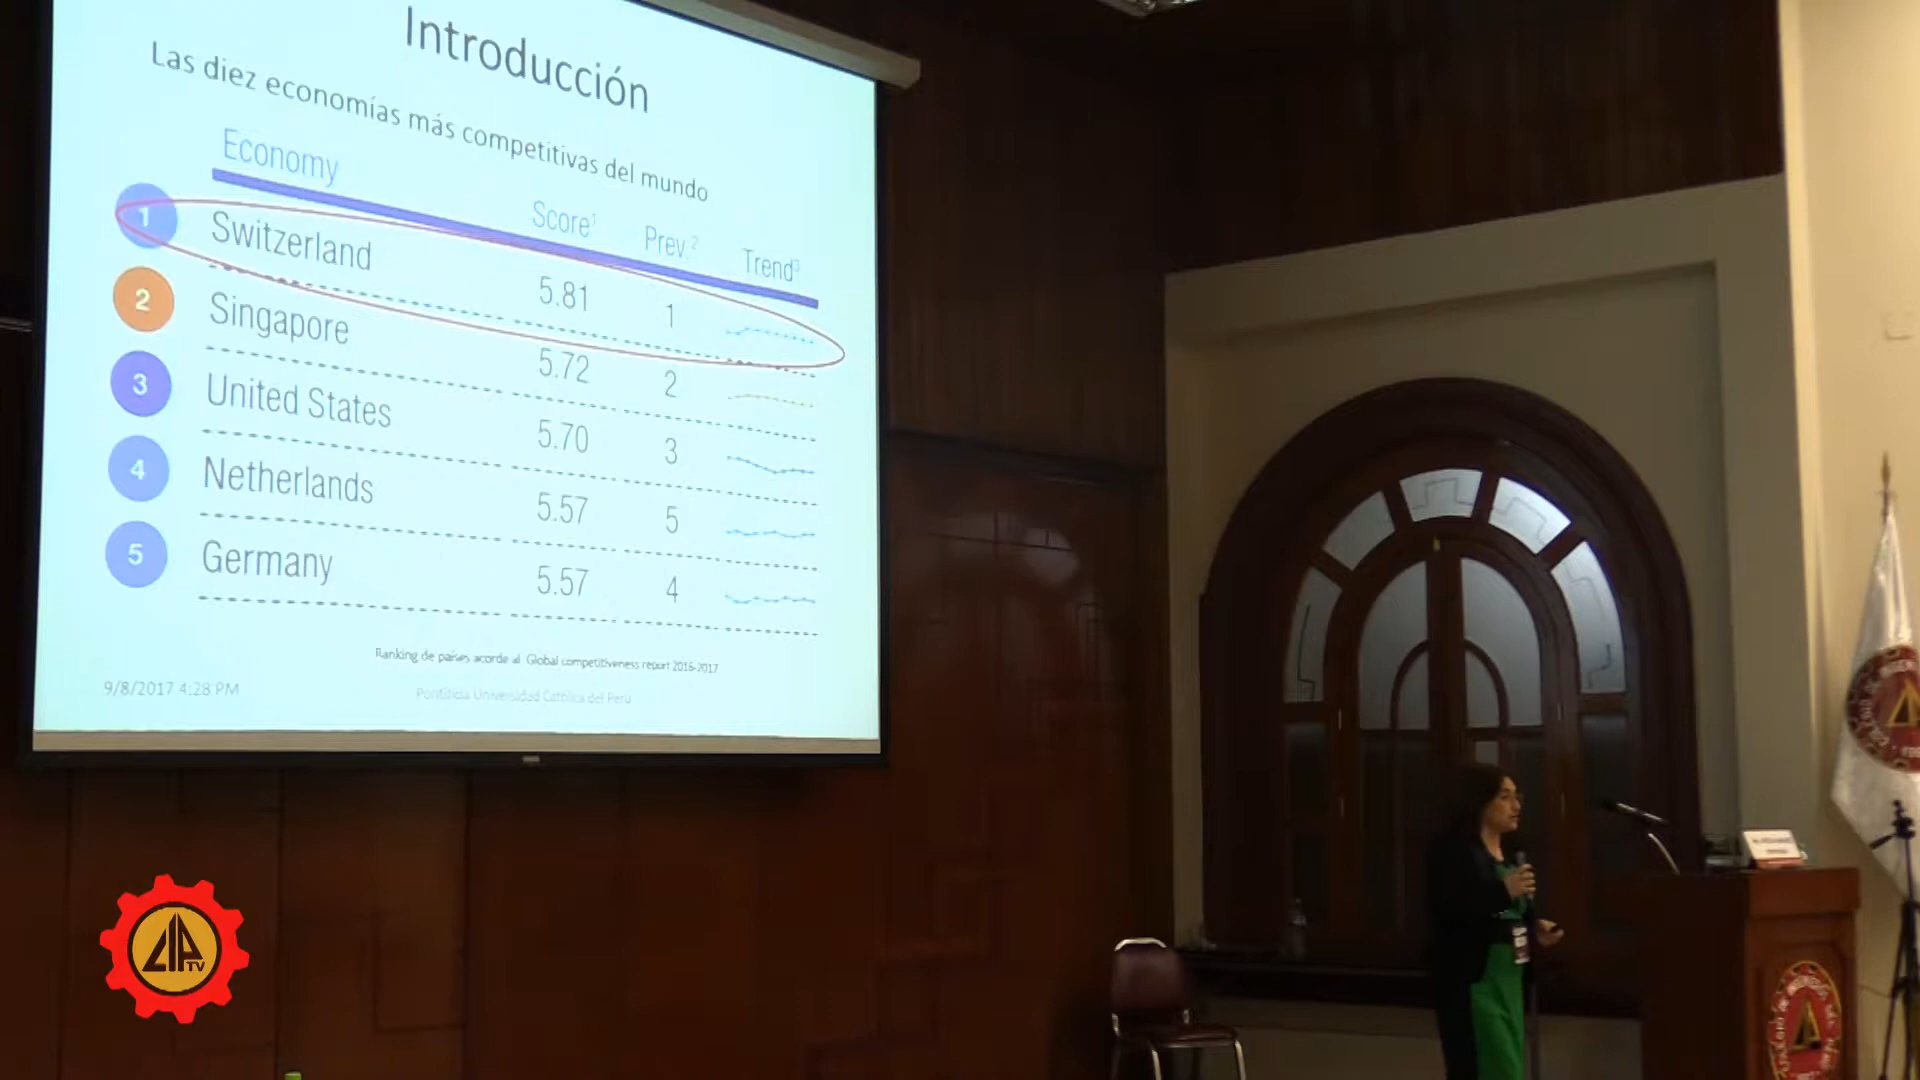 Introducción
Las diez economías más competitivas del mundo
Economy Score¹ Prev.² Trend³
1 Switzerland 5.81 1
2 Singapore 5.72 2
3 United States 5.70 3
4 Netherlands 5.57 5
5 Germany 5.57 4
Ranking de países acorde al Global competitiveness report 2016-2017
9/8/2017 4:28 PM Pontificia Universidad Católica del Perú
CIP
TV